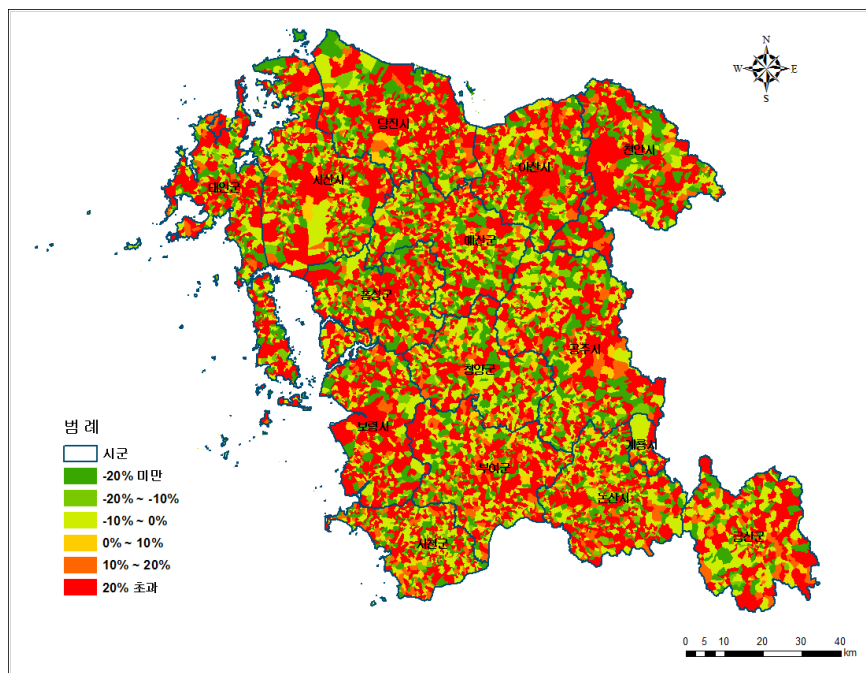 N
W E
S
당진시
천안시
아산시
서산시
태안군
예산군
홍성군
공주시
청양군
보령시
계룡시
부여군
논산시
금산군
서천군
범 례
시군
-20% 미만
-20% ~ -10%
-10% ~ 0%
0% ~ 10%
10% ~ 20%
20% 초과
0 5 10 20 30 40
km